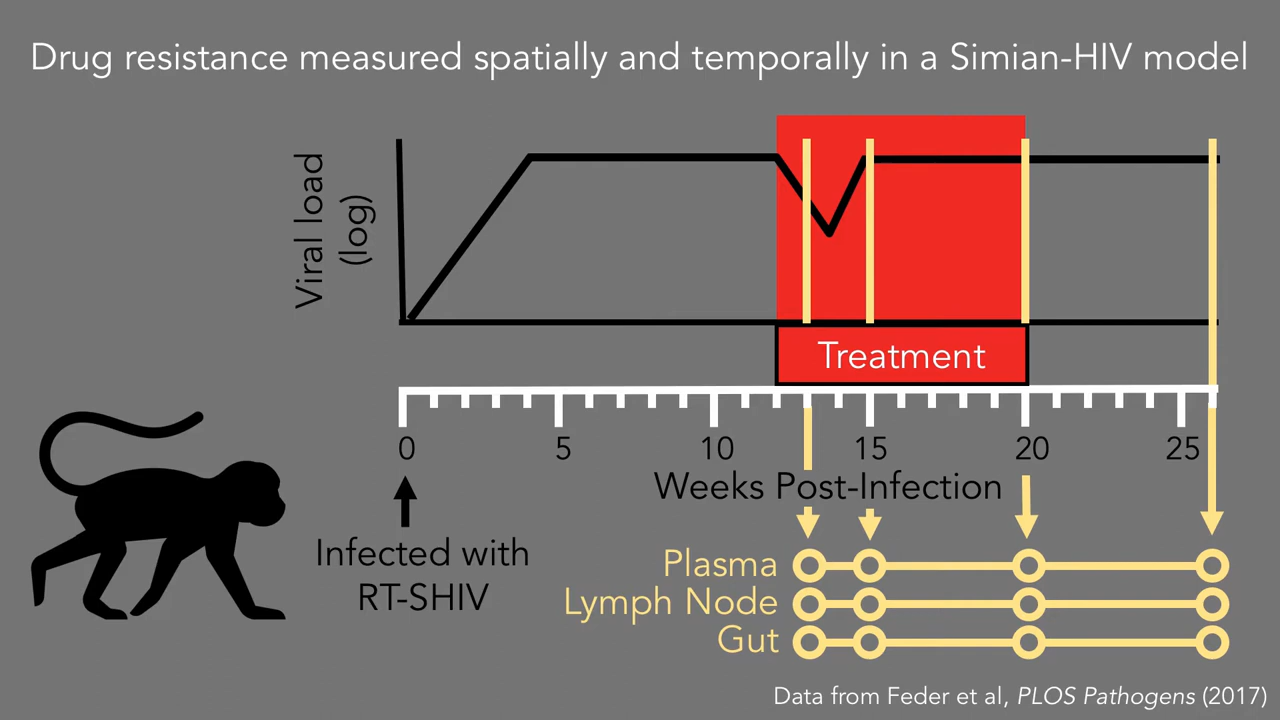 Drug resistance measured spatially and temporally in a Simian-HIV model
Viral load
(log)
Treatment
0 5 10 15 20 25
Weeks Post-Infection
Infected with
RT-SHIV
Plasma
Lymph Node
Gut
Data from Feder et al, PLOS Pathogens (2017)